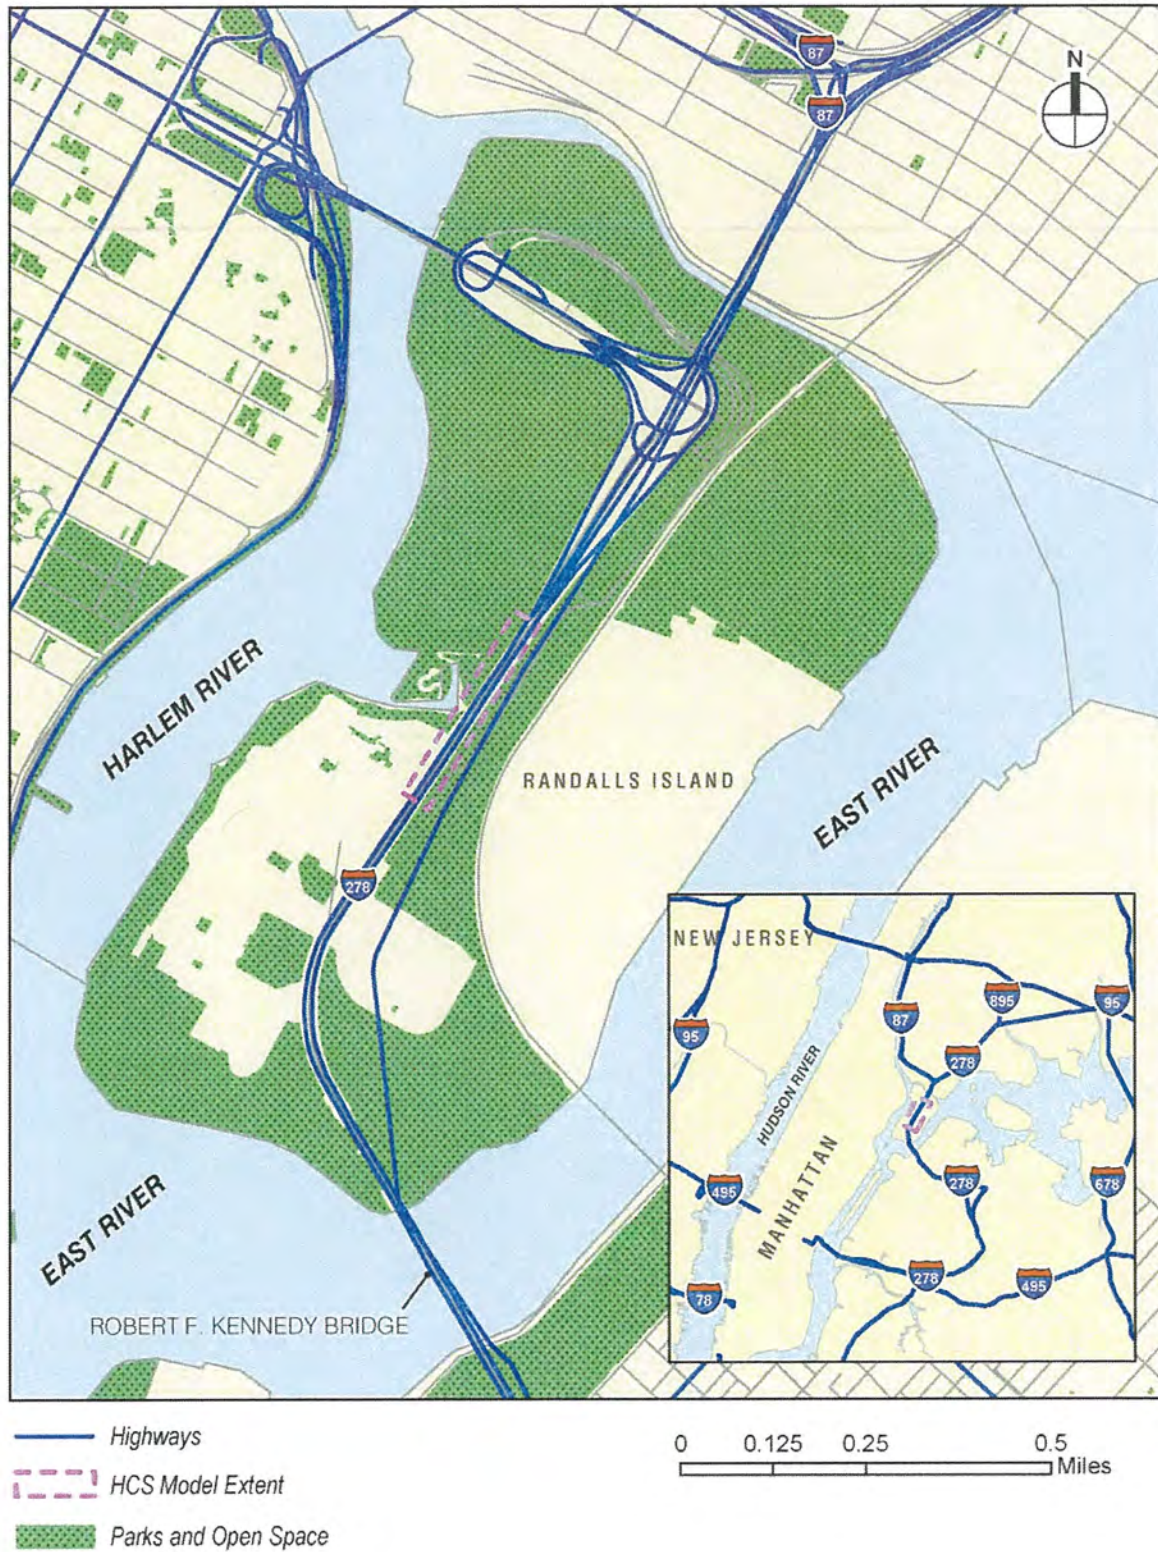 87
87
N
HARLEM RIVER
RANDALLS ISLAND
EAST RIVER
278
EAST RIVER
ROBERT F. KENNEDY BRIDGE
NEW JERSEY
95
87
895
95
278
HUDSON RIVER
MANHATTAN
495
278
678
78
278
495
Highways
HCS Model Extent
Parks and Open Space
0 0.125 0.25 0.5
Miles